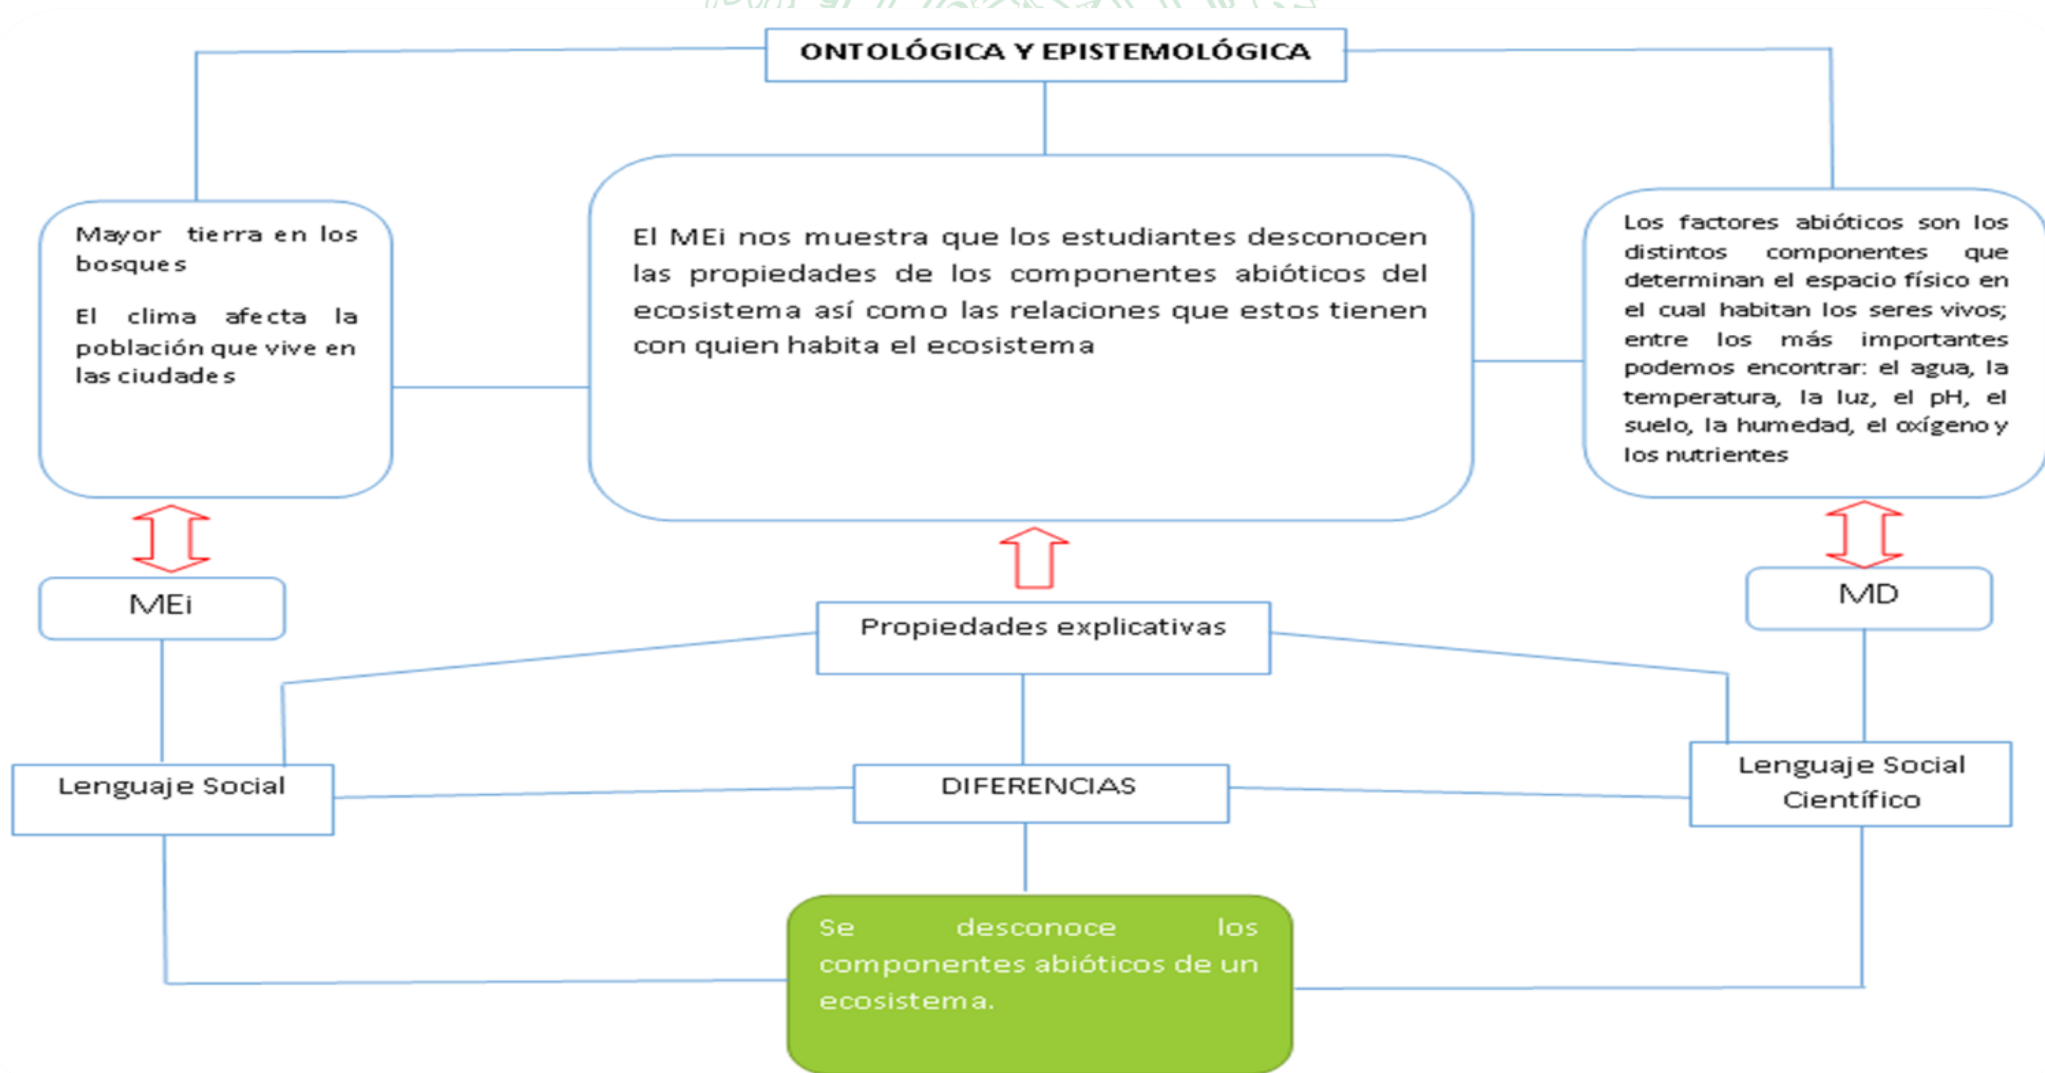 ONTOLÓGICA Y EPISTEMOLÓGICA
Mayor tierra en los
bosques
El clima afecta la
población que vive en
las ciudades
El MEi nos muestra que los estudiantes desconocen
las propiedades de los componentes abióticos del
ecosistema así como las relaciones que estos tienen
con quien habita el ecosistema
Los factores abióticos son los
distintos componentes que
determinan el espacio físico en
el cual habitan los seres vivos;
entre los más importantes
podemos encontrar: el agua, la
temperatura, la luz, el pH, el
suelo, la humedad, el oxígeno y
los nutrientes
MEi
Propiedades explicativas
MD
Lenguaje Social
DIFERENCIAS
Lenguaje Social
Científico
Se desconoce los
componentes abióticos de un
ecosistema.